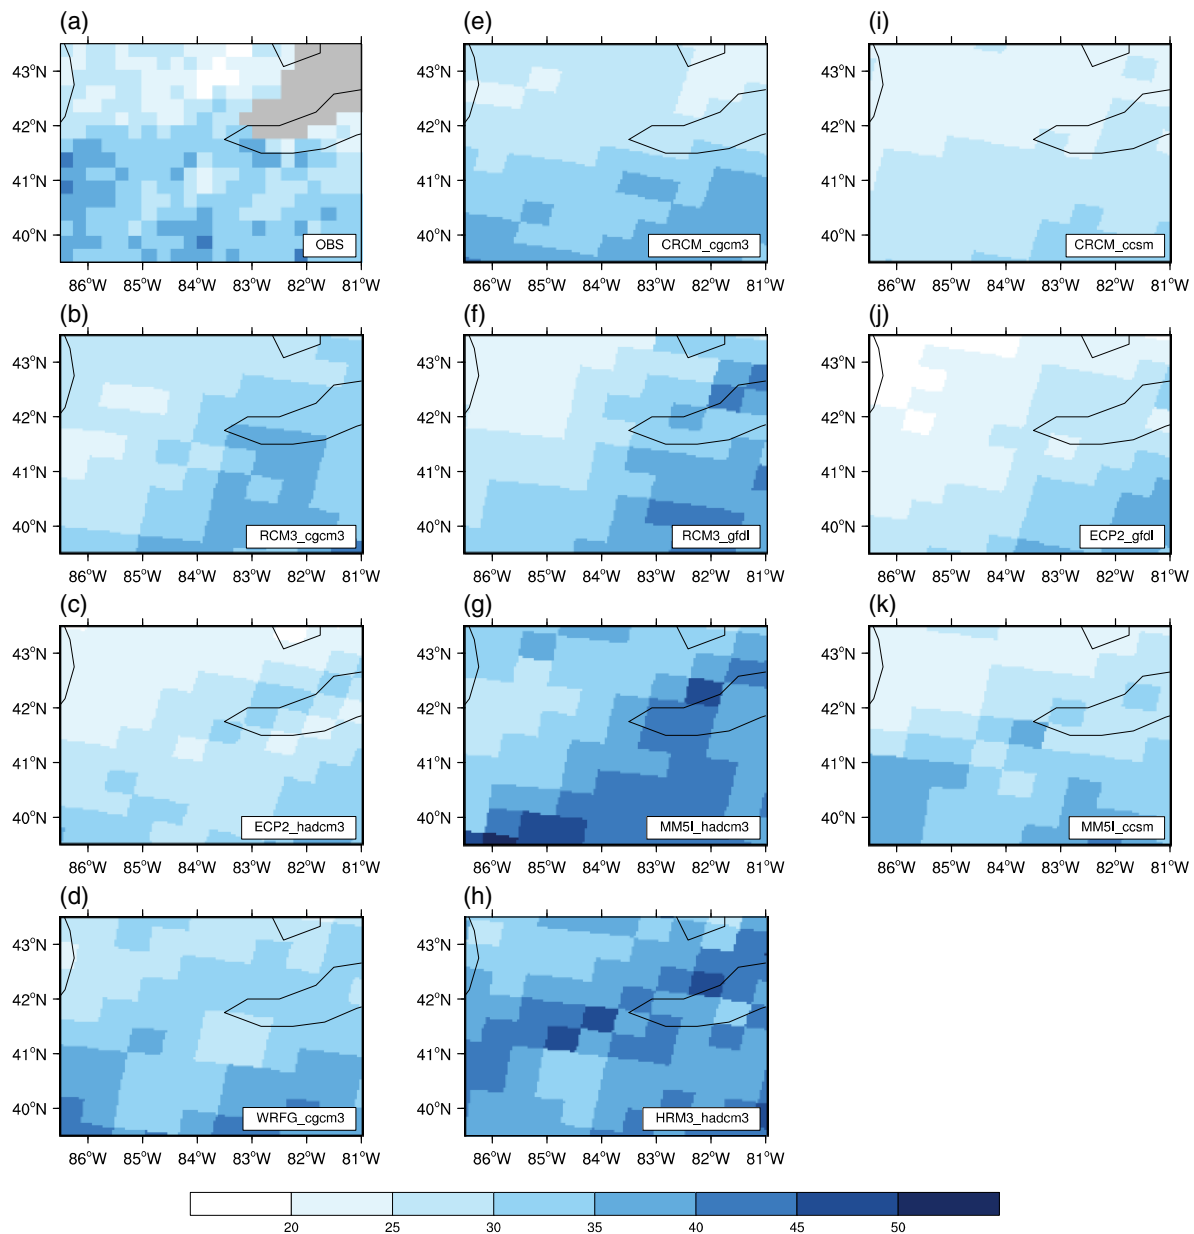 (a) (e) (i)
43°N 43°N 43°N
42°N 42°N 42°N
41°N 41°N 41°N
40°N 40°N 40°N
OBS CRCM_cgcm3 CRCM_ccsm
86°W 85°W 84°W 83°W 82°W 81°W 86°W 85°W 84°W 83°W 82°W 81°W 86°W 85°W 84°W 83°W 82°W 81°W
(b) (f) (j)
43°N 43°N 43°N
42°N 42°N 42°N
41°N 41°N 41°N
40°N 40°N 40°N
RCM3_cgcm3 RCM3_gfdl ECP2_gfdl
86°W 85°W 84°W 83°W 82°W 81°W 86°W 85°W 84°W 83°W 82°W 81°W 86°W 85°W 84°W 83°W 82°W 81°W
(c) (g) (k)
43°N 43°N 43°N
42°N 42°N 42°N
41°N 41°N 41°N
40°N 40°N 40°N
ECP2_hadcm3 MM5I_hadcm3 MM5I_ccsm
86°W 85°W 84°W 83°W 82°W 81°W 86°W 85°W 84°W 83°W 82°W 81°W 86°W 85°W 84°W 83°W 82°W 81°W
(d) (h)
43°N 43°N
42°N 42°N
41°N 41°N
40°N 40°N
WRFG_cgcm3 HRM3_hadcm3
86°W 85°W 84°W 83°W 82°W 81°W 86°W 85°W 84°W 83°W 82°W 81°W
20 25 30 35 40 45 50